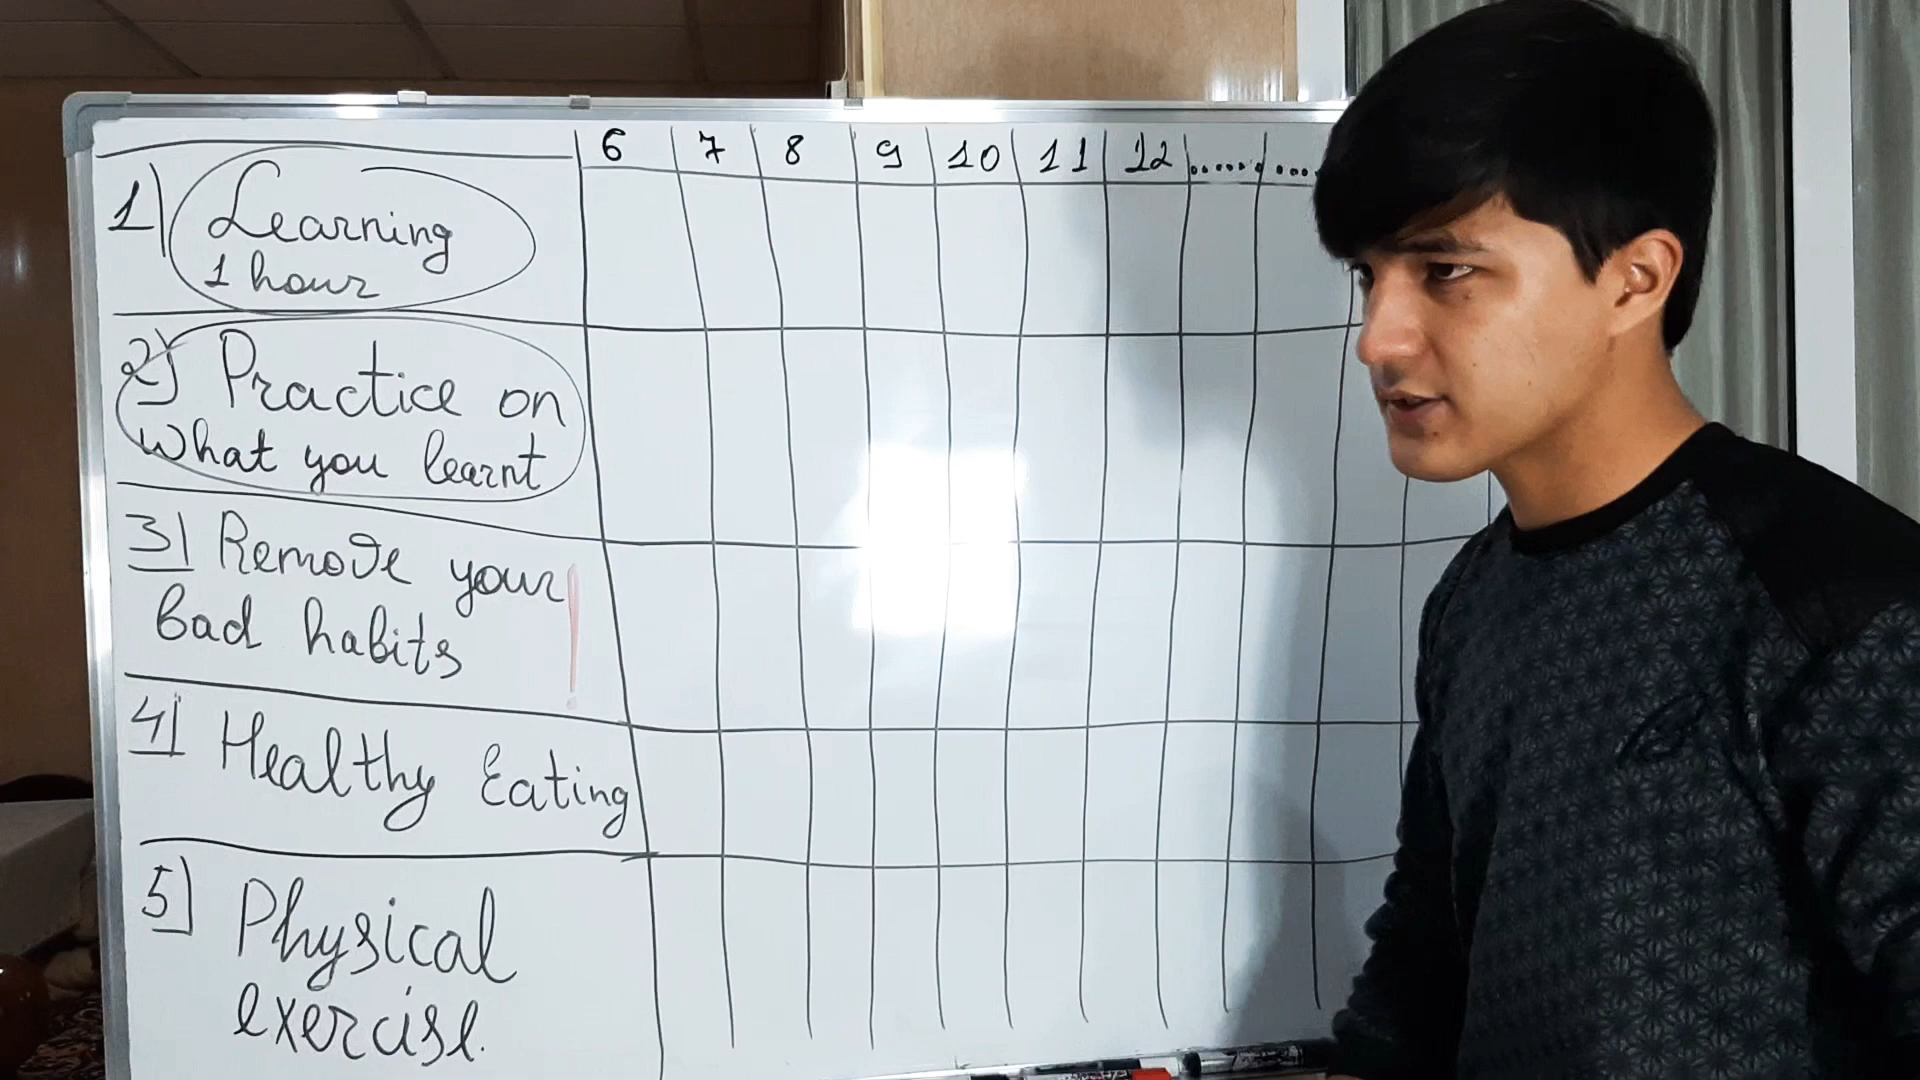 6 7 8 9 10 11 12 ...... ...
1) Learning
1 hour
2) Practice on
what you learnt
3) Remove your !
bad habits
4) Healthy Eating
5) Physical
exercise.